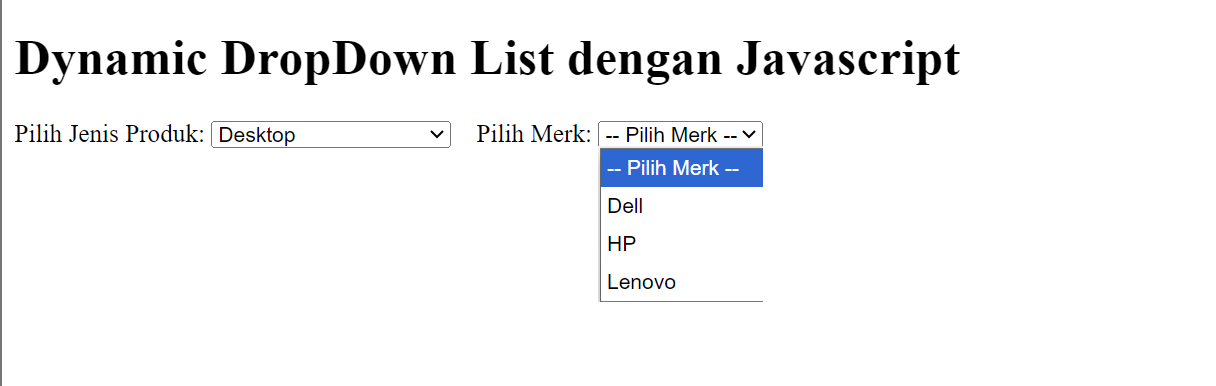 Dynamic DropDown List dengan Javascript
Pilih Jenis Produk: Desktop Pilih Merk: -- Pilih Merk --
-- Pilih Merk --
Dell
HP
Lenovo